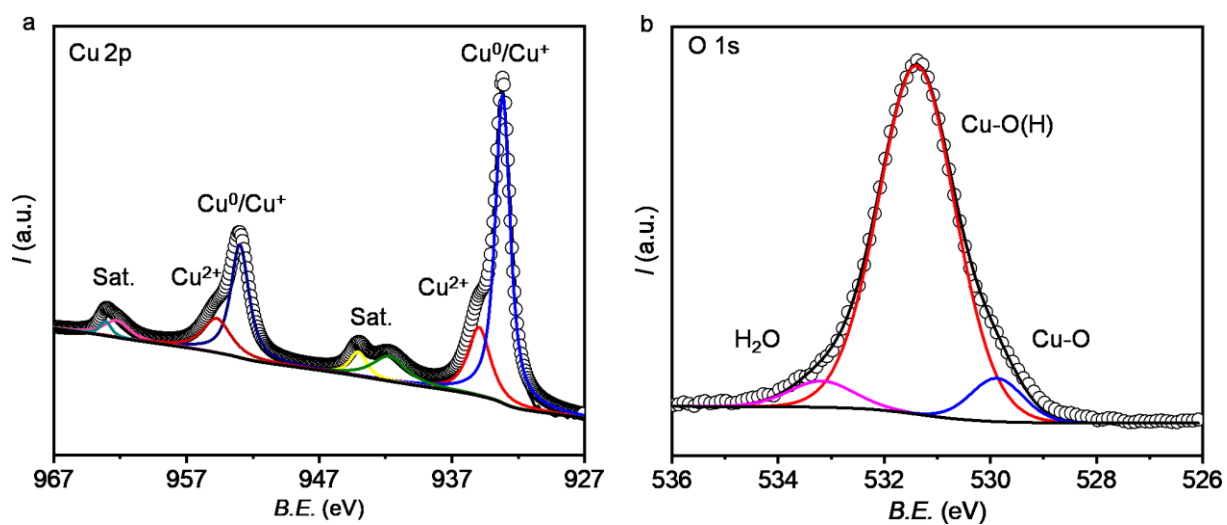 a
Cu 2p
Cu⁰/Cu⁺
Cu⁰/Cu⁺
Sat.
Cu²⁺
Sat.
Cu²⁺
I (a.u.)
967 957 947 937 927
B.E. (eV)
b
O 1s
Cu-O(H)
H₂O
Cu-O
I (a.u.)
536 534 532 530 528 526
B.E. (eV)